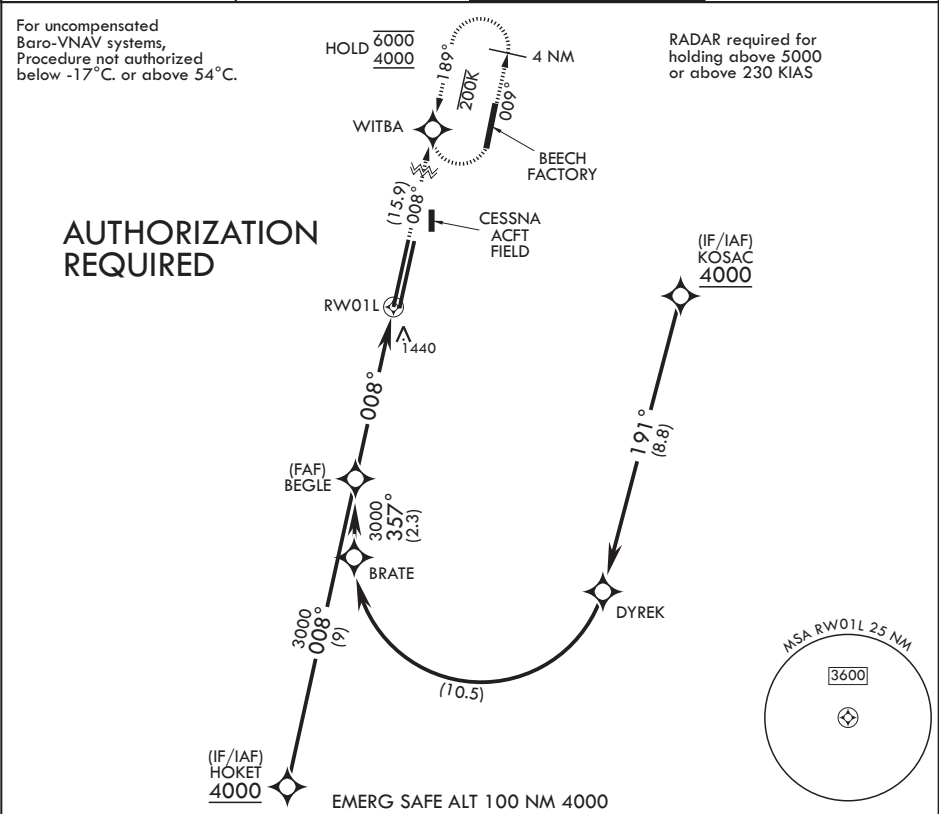 For uncompensated
Baro-VNAV systems,
Procedure not authorized
below -17°C. or above 54°C.
HOLD 6000
4000
189°
200K
009°
4 NM
RADAR required for
holding above 5000
or above 230 KIAS
WITBA
BEECH
FACTORY
(15.9)
008°
CESSNA
ACFT
FIELD
AUTHORIZATION
REQUIRED
(IF/IAF)
KOSAC
4000
RW01L
1440
008°
191°
(8.8)
(FAF)
BEGLE
3000
357°
(2.3)
BRATE
DYREK
3000
008°
(9)
(10.5)
MSA RW01L 25 NM
3600
(IF/IAF)
HOKET
4000
EMERG SAFE ALT 100 NM 4000